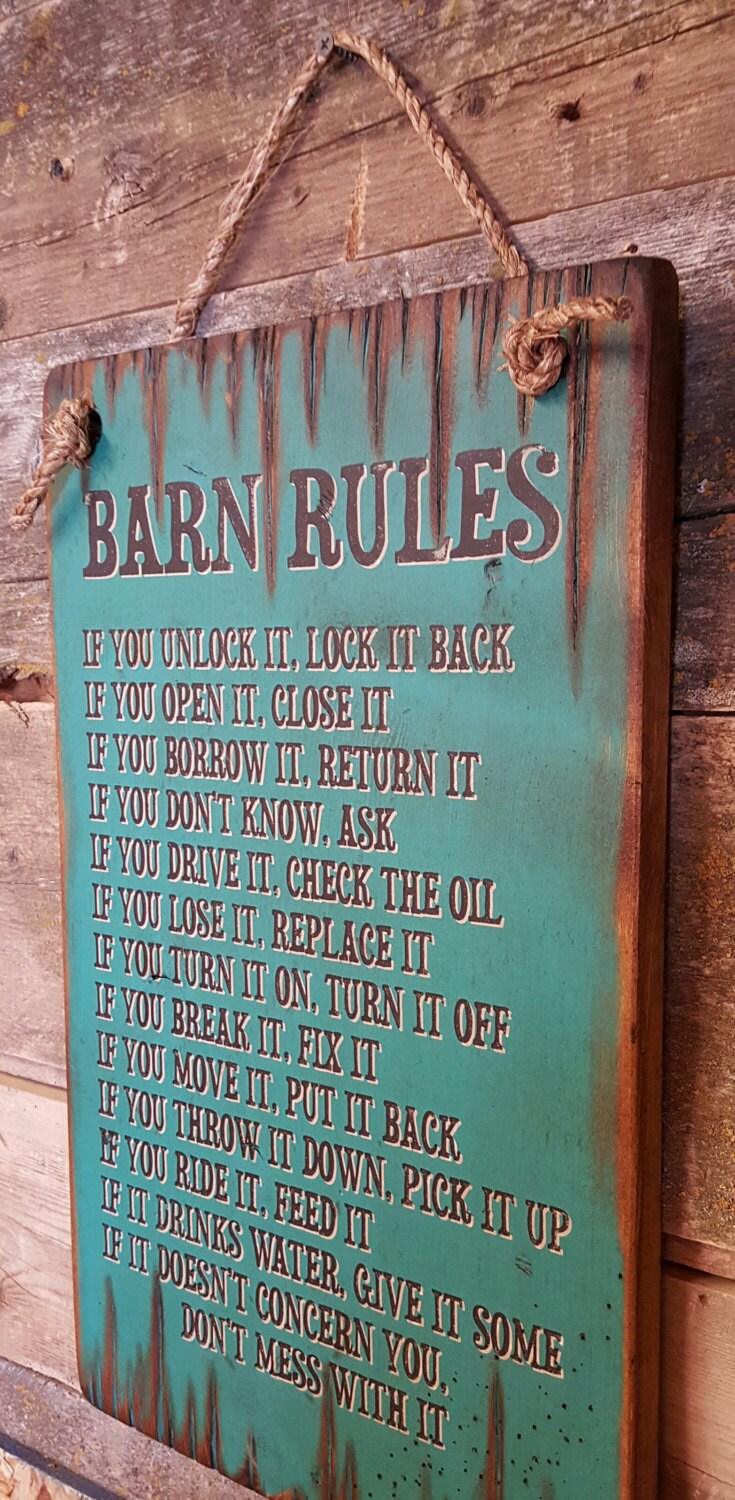 BARN RULES
IF YOU UNLOCK IT, LOCK IT BACK
IF YOU OPEN IT, CLOSE IT
IF YOU BORROW IT, RETURN IT
IF YOU DON'T KNOW, ASK
IF YOU DRIVE IT, CHECK THE OIL
IF YOU LOSE IT, REPLACE IT
IF YOU TURN IT ON, TURN IT OFF
IF YOU BREAK IT, FIX IT
IF YOU MOVE IT, PUT IT BACK
IF YOU THROW IT DOWN, PICK IT UP
IF YOU RIDE IT, FEED IT
IF IT DRINKS WATER, GIVE IT SOME
IF IT DOESN'T CONCERN YOU,
DON'T MESS WITH IT